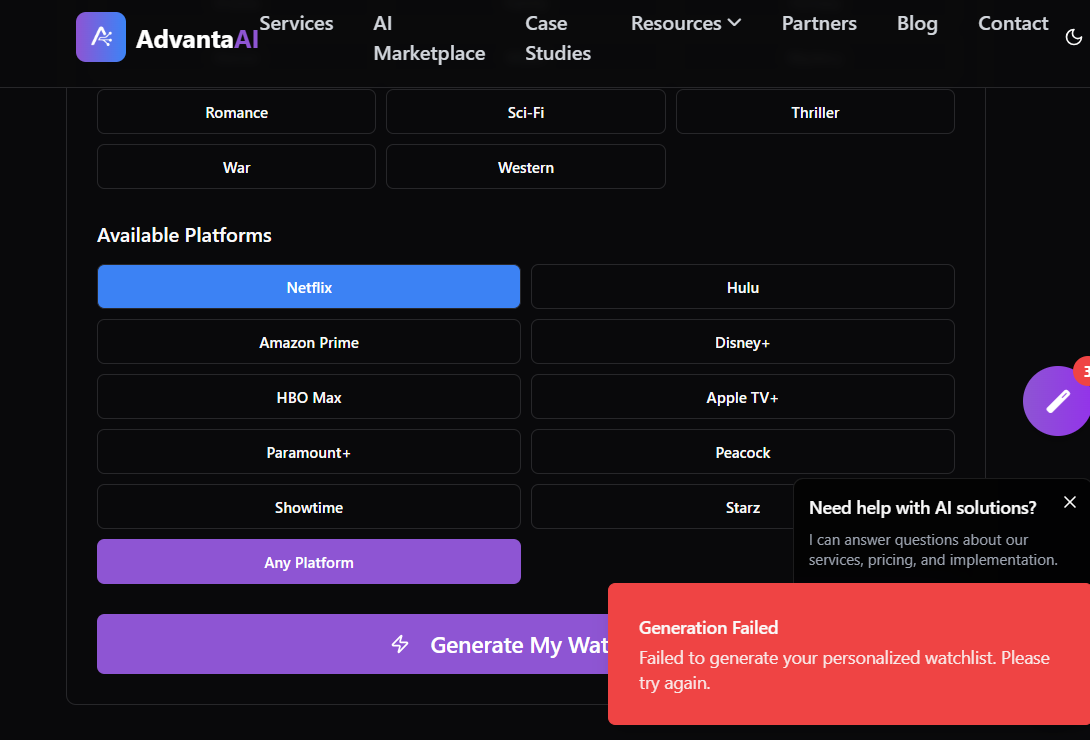 AdvantaAI
Services
AI
Marketplace
Case
Studies
Resources
Partners
Blog
Contact
Romance
Sci-Fi
Thriller
War
Western
Available Platforms
Netflix
Hulu
Amazon Prime
Disney+
HBO Max
Apple TV+
Paramount+
Peacock
Showtime
Starz
Any Platform
3
Need help with AI solutions?
I can answer questions about our
services, pricing, and implementation.
Generate My Wat
Generation Failed
Failed to generate your personalized watchlist. Please
try again.